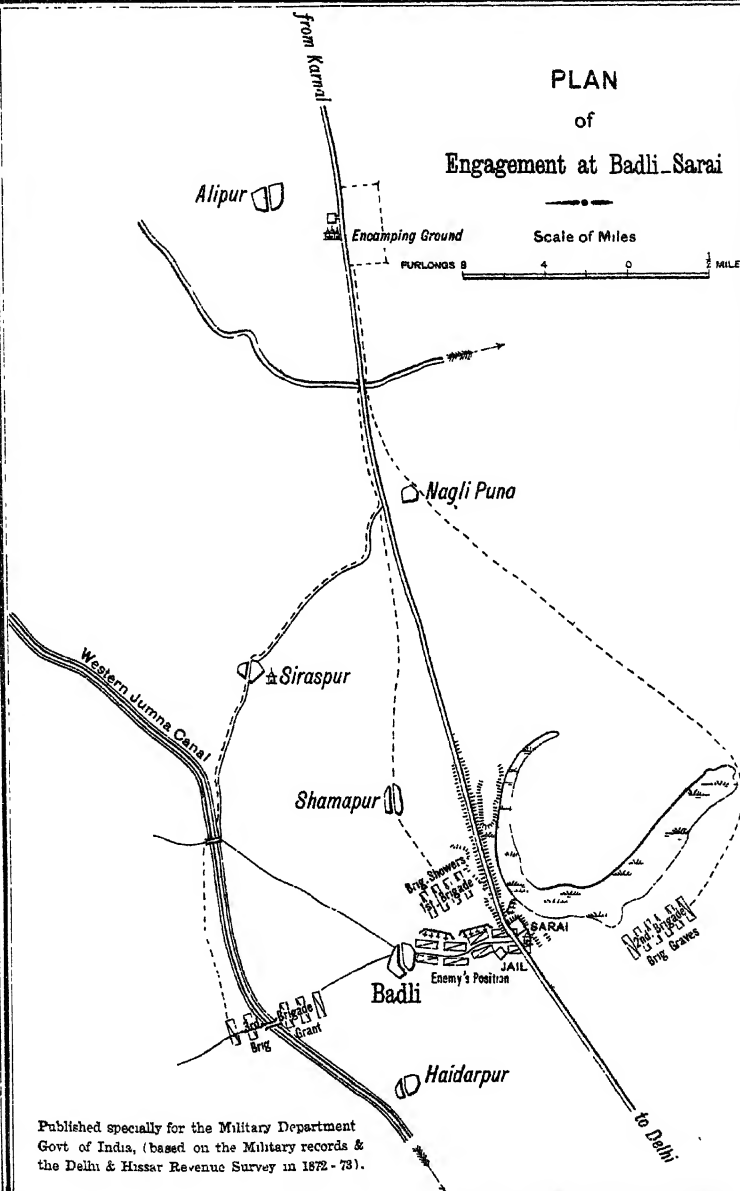 from Karnal
PLAN
of
Engagement at Badli-Sarai
Scale of Miles
FURLONGS 8 4 0 ½ MILE
Alipur
Encamping Ground
Nagli Puna
Western Jumna Canal
Siraspur
Shamapur
Brig. Showers
1st Brigade
SARAI
2nd. Brigade
Brig Graves
JAIL
Enemy's Position
Badli
3rd Brigade
Brig Grant
Haidarpur
to Delhi
Published specially for the Military Department
Govt of India, (based on the Military records &
the Delhi & Hissar Revenue Survey in 1872-73).